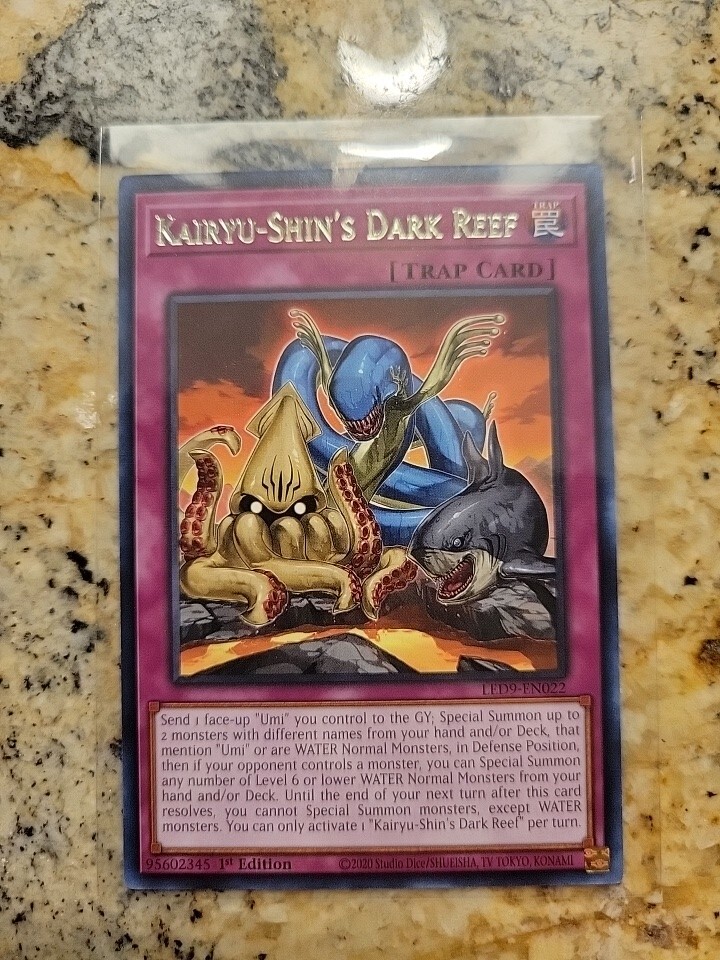 KAIRYU-SHIN'S DARK REEF
TRAP
罠
[TRAP CARD]
LED9-EN022
Send 1 face-up "Umi" you control to the GY; Special Summon up to
2 monsters with different names from your hand and/or Deck, that
mention "Umi" or are WATER Normal Monsters, in Defense Position,
then if your opponent controls a monster, you can Special Summon
any number of Level 6 or lower WATER Normal Monsters from your
hand and/or Deck. Until the end of your next turn after this card
resolves, you cannot Special Summon monsters, except WATER
monsters. You can only activate 1 "Kairyu-Shin's Dark Reef" per turn.
95602345 1st Edition ©2020 Studio Dice/SHUEISHA, TV TOKYO, KONAMI